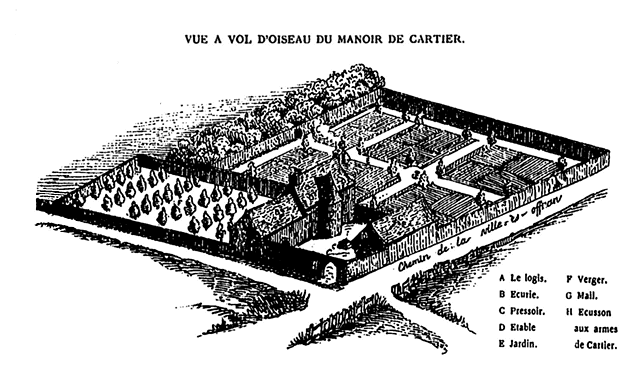 VUE A VOL D'OISEAU DU MANOIR DE CARTIER.
Chemin de: la ville-ès-offran
A Le logis.
B Ecurie.
C Pressoir.
D Etable
E Jardin.
F Verger.
G Mail.
H Ecusson
aux armes
de Cartier.